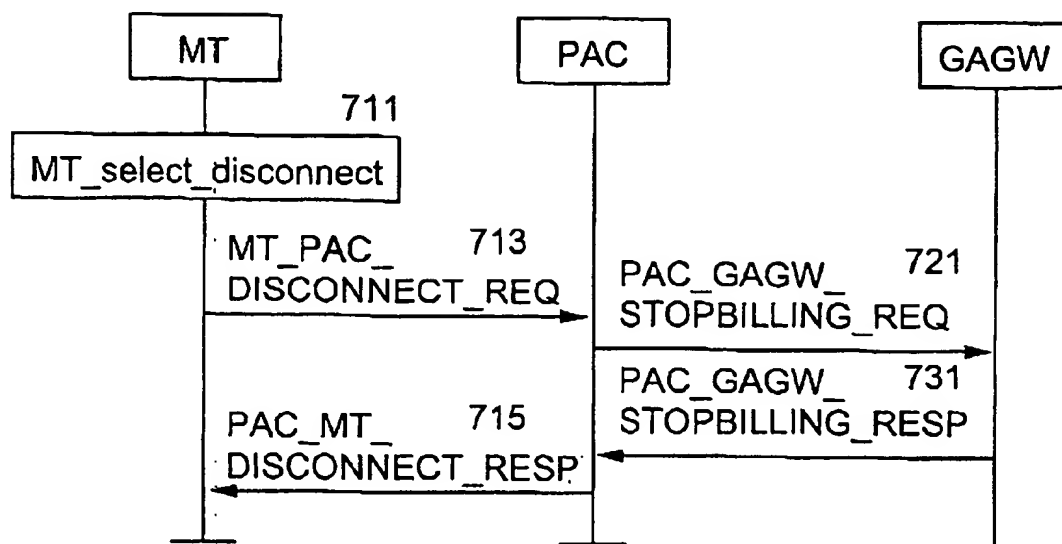 MT
PAC
GAGW
711
MT_select_disconnect
MT_PAC_
DISCONNECT_REQ
713
PAC_GAGW_
STOPBILLING_REQ
721
PAC_GAGW_
STOPBILLING_RESP
731
PAC_MT_
DISCONNECT_RESP
715